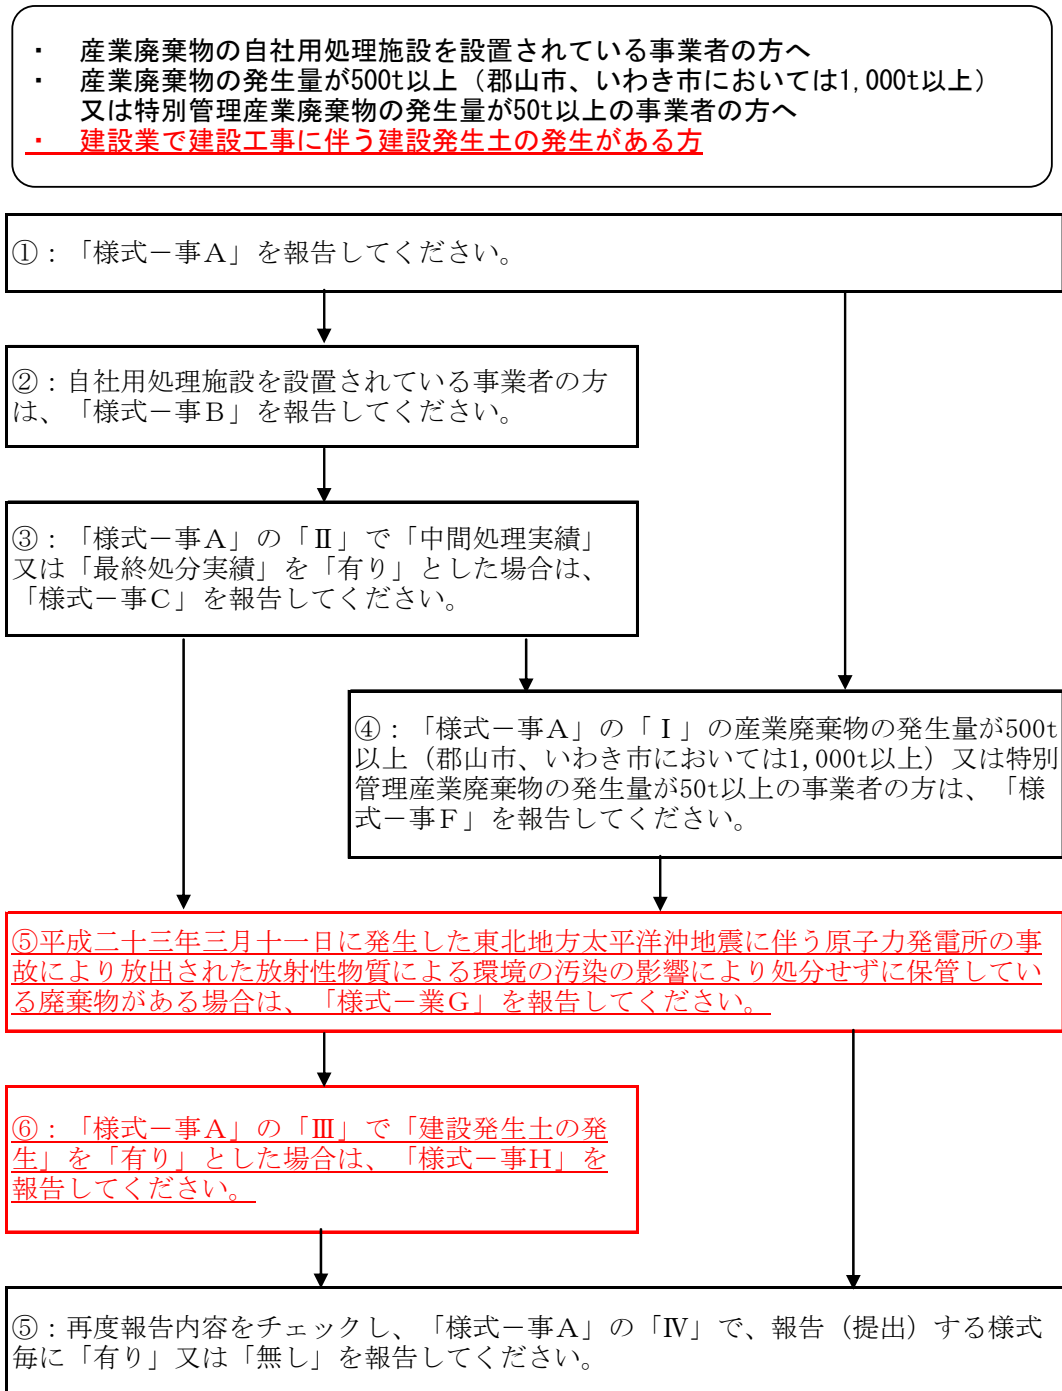 ・ 産業廃棄物の自社用処理施設を設置されている事業者の方へ
・ 産業廃棄物の発生量が500t以上（郡山市、いわき市においては1,000t以上）
又は特別管理産業廃棄物の発生量が50t以上の事業者の方へ
・ 建設業で建設工事に伴う建設発生土の発生がある方
①：「様式－事Ａ」を報告してください。
②：自社用処理施設を設置されている事業者の方
は、「様式－事Ｂ」を報告してください。
③：「様式－事Ａ」の「Ⅱ」で「中間処理実績」
又は「最終処分実績」を「有り」とした場合は、
「様式－事Ｃ」を報告してください。
④：「様式－事Ａ」の「Ⅰ」の産業廃棄物の発生量が500t
以上（郡山市、いわき市においては1,000t以上）又は特別
管理産業廃棄物の発生量が50t以上の事業者の方は、「様
式－事Ｆ」を報告してください。
⑤平成二十三年三月十一日に発生した東北地方太平洋沖地震に伴う原子力発電所の事
故により放出された放射性物質による環境の汚染の影響により処分せずに保管してい
る廃棄物がある場合は、「様式－業Ｇ」を報告してください。
⑥：「様式－事Ａ」の「Ⅲ」で「建設発生土の発
生」を「有り」とした場合は、「様式－事Ｈ」を
報告してください。
⑤：再度報告内容をチェックし、「様式－事Ａ」の「Ⅳ」で、報告（提出）する様式
毎に「有り」又は「無し」を報告してください。